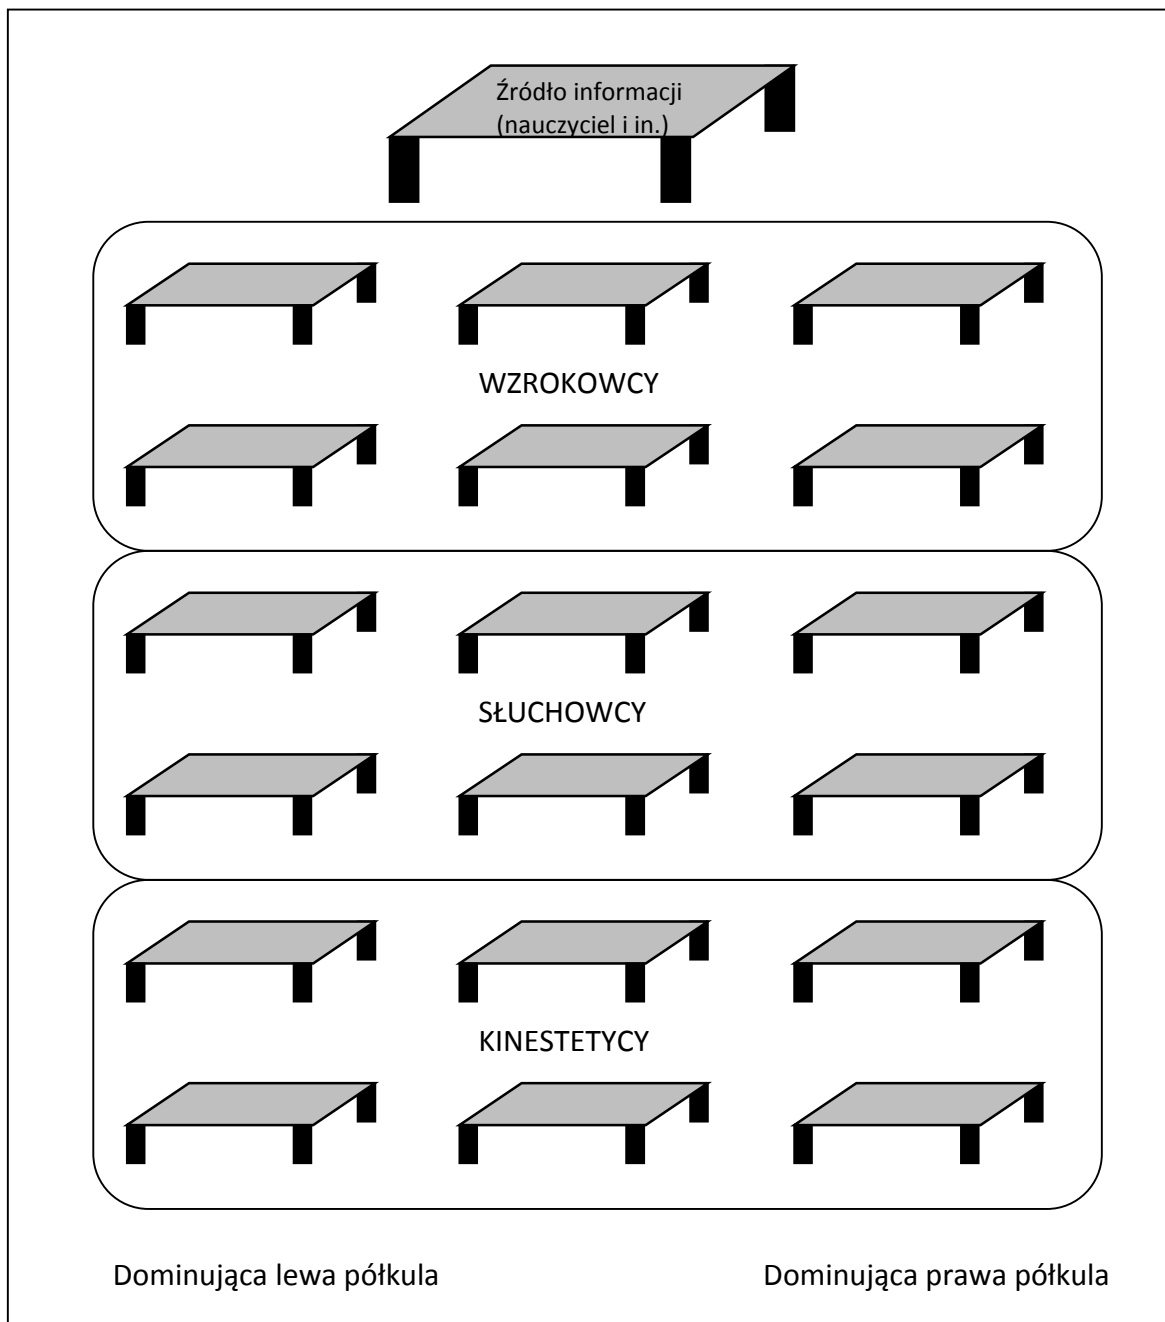 Źródło informacji
(nauczyciel i in.)
WZROKOWCY
SŁUCHOWCY
KINESTETYCY
Dominująca lewa półkula
Dominująca prawa półkula